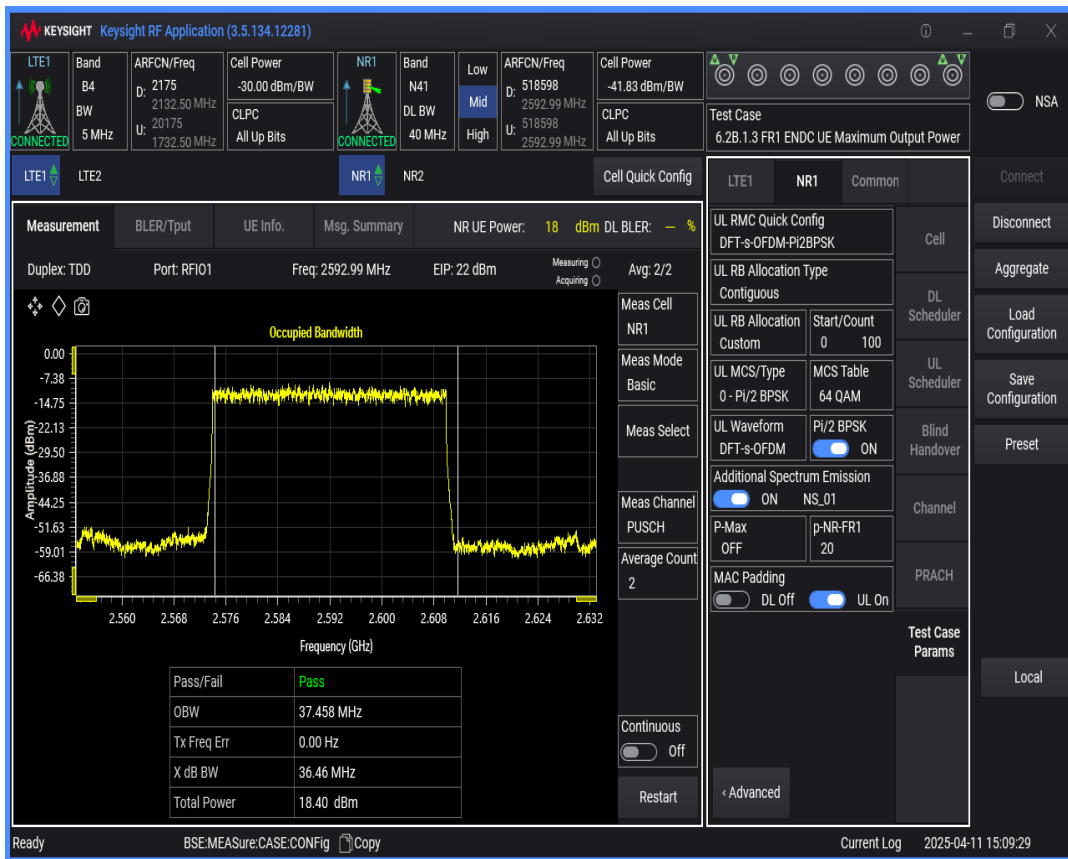 KEYSIGHT Keysight RF Application (3.5.134.12281)
LTE1
CONNECTED
Band
B4
BW
5 MHz
ARFCN/Freq
D: 2175
2132.50 MHz
U: 20175
1732.50 MHz
Cell Power
-30.00 dBm/BW
CLPC
All Up Bits
NR1
CONNECTED
Band
N41
DL BW
40 MHz
Low
Mid
High
ARFCN/Freq
D: 518598
2592.99 MHz
U: 518598
2592.99 MHz
Cell Power
-41.83 dBm/BW
CLPC
All Up Bits
Test Case
6.2B.1.3 FR1 ENDC UE Maximum Output Power
NSA
LTE1 LTE2 NR1 NR2 Cell Quick Config
Measurement BLER/Tput UE Info. Msg. Summary NR UE Power: 18 dBm DL BLER: — %
Duplex: TDD Port: RFIO1 Freq: 2592.99 MHz EIP: 22 dBm Measuring Acquiring Avg: 2/2
Occupied Bandwidth
Amplitude (dBm)
0.00
-7.38
-14.75
-22.13
-29.50
-36.88
-44.25
-51.63
-59.01
-66.38
2.560 2.568 2.576 2.584 2.592 2.600 2.608 2.616 2.624 2.632
Frequency (GHz)
Pass/Fail Pass
OBW 37.458 MHz
Tx Freq Err 0.00 Hz
X dB BW 36.46 MHz
Total Power 18.40 dBm
Meas Cell
NR1
Meas Mode
Basic
Meas Select
Meas Channel
PUSCH
Average Count
2
Continuous
Off
Restart
LTE1 NR1 Common
UL RMC Quick Config
DFT-s-OFDM-Pi2BPSK
UL RB Allocation Type
Contiguous
UL RB Allocation
Custom
Start/Count
0 100
UL MCS/Type
0 - Pi/2 BPSK
MCS Table
64 QAM
UL Waveform
DFT-s-OFDM
Pi/2 BPSK
ON
Additional Spectrum Emission
ON NS_01
P-Max
OFF
p-NR-FR1
20
MAC Padding
DL Off UL On
‹ Advanced
Cell
DL
Scheduler
UL
Scheduler
Blind
Handover
Channel
PRACH
Test Case
Params
Connect
Disconnect
Aggregate
Load
Configuration
Save
Configuration
Preset
Local
Ready BSE:MEASure:CASE:CONFig Copy Current Log 2025-04-11 15:09:29